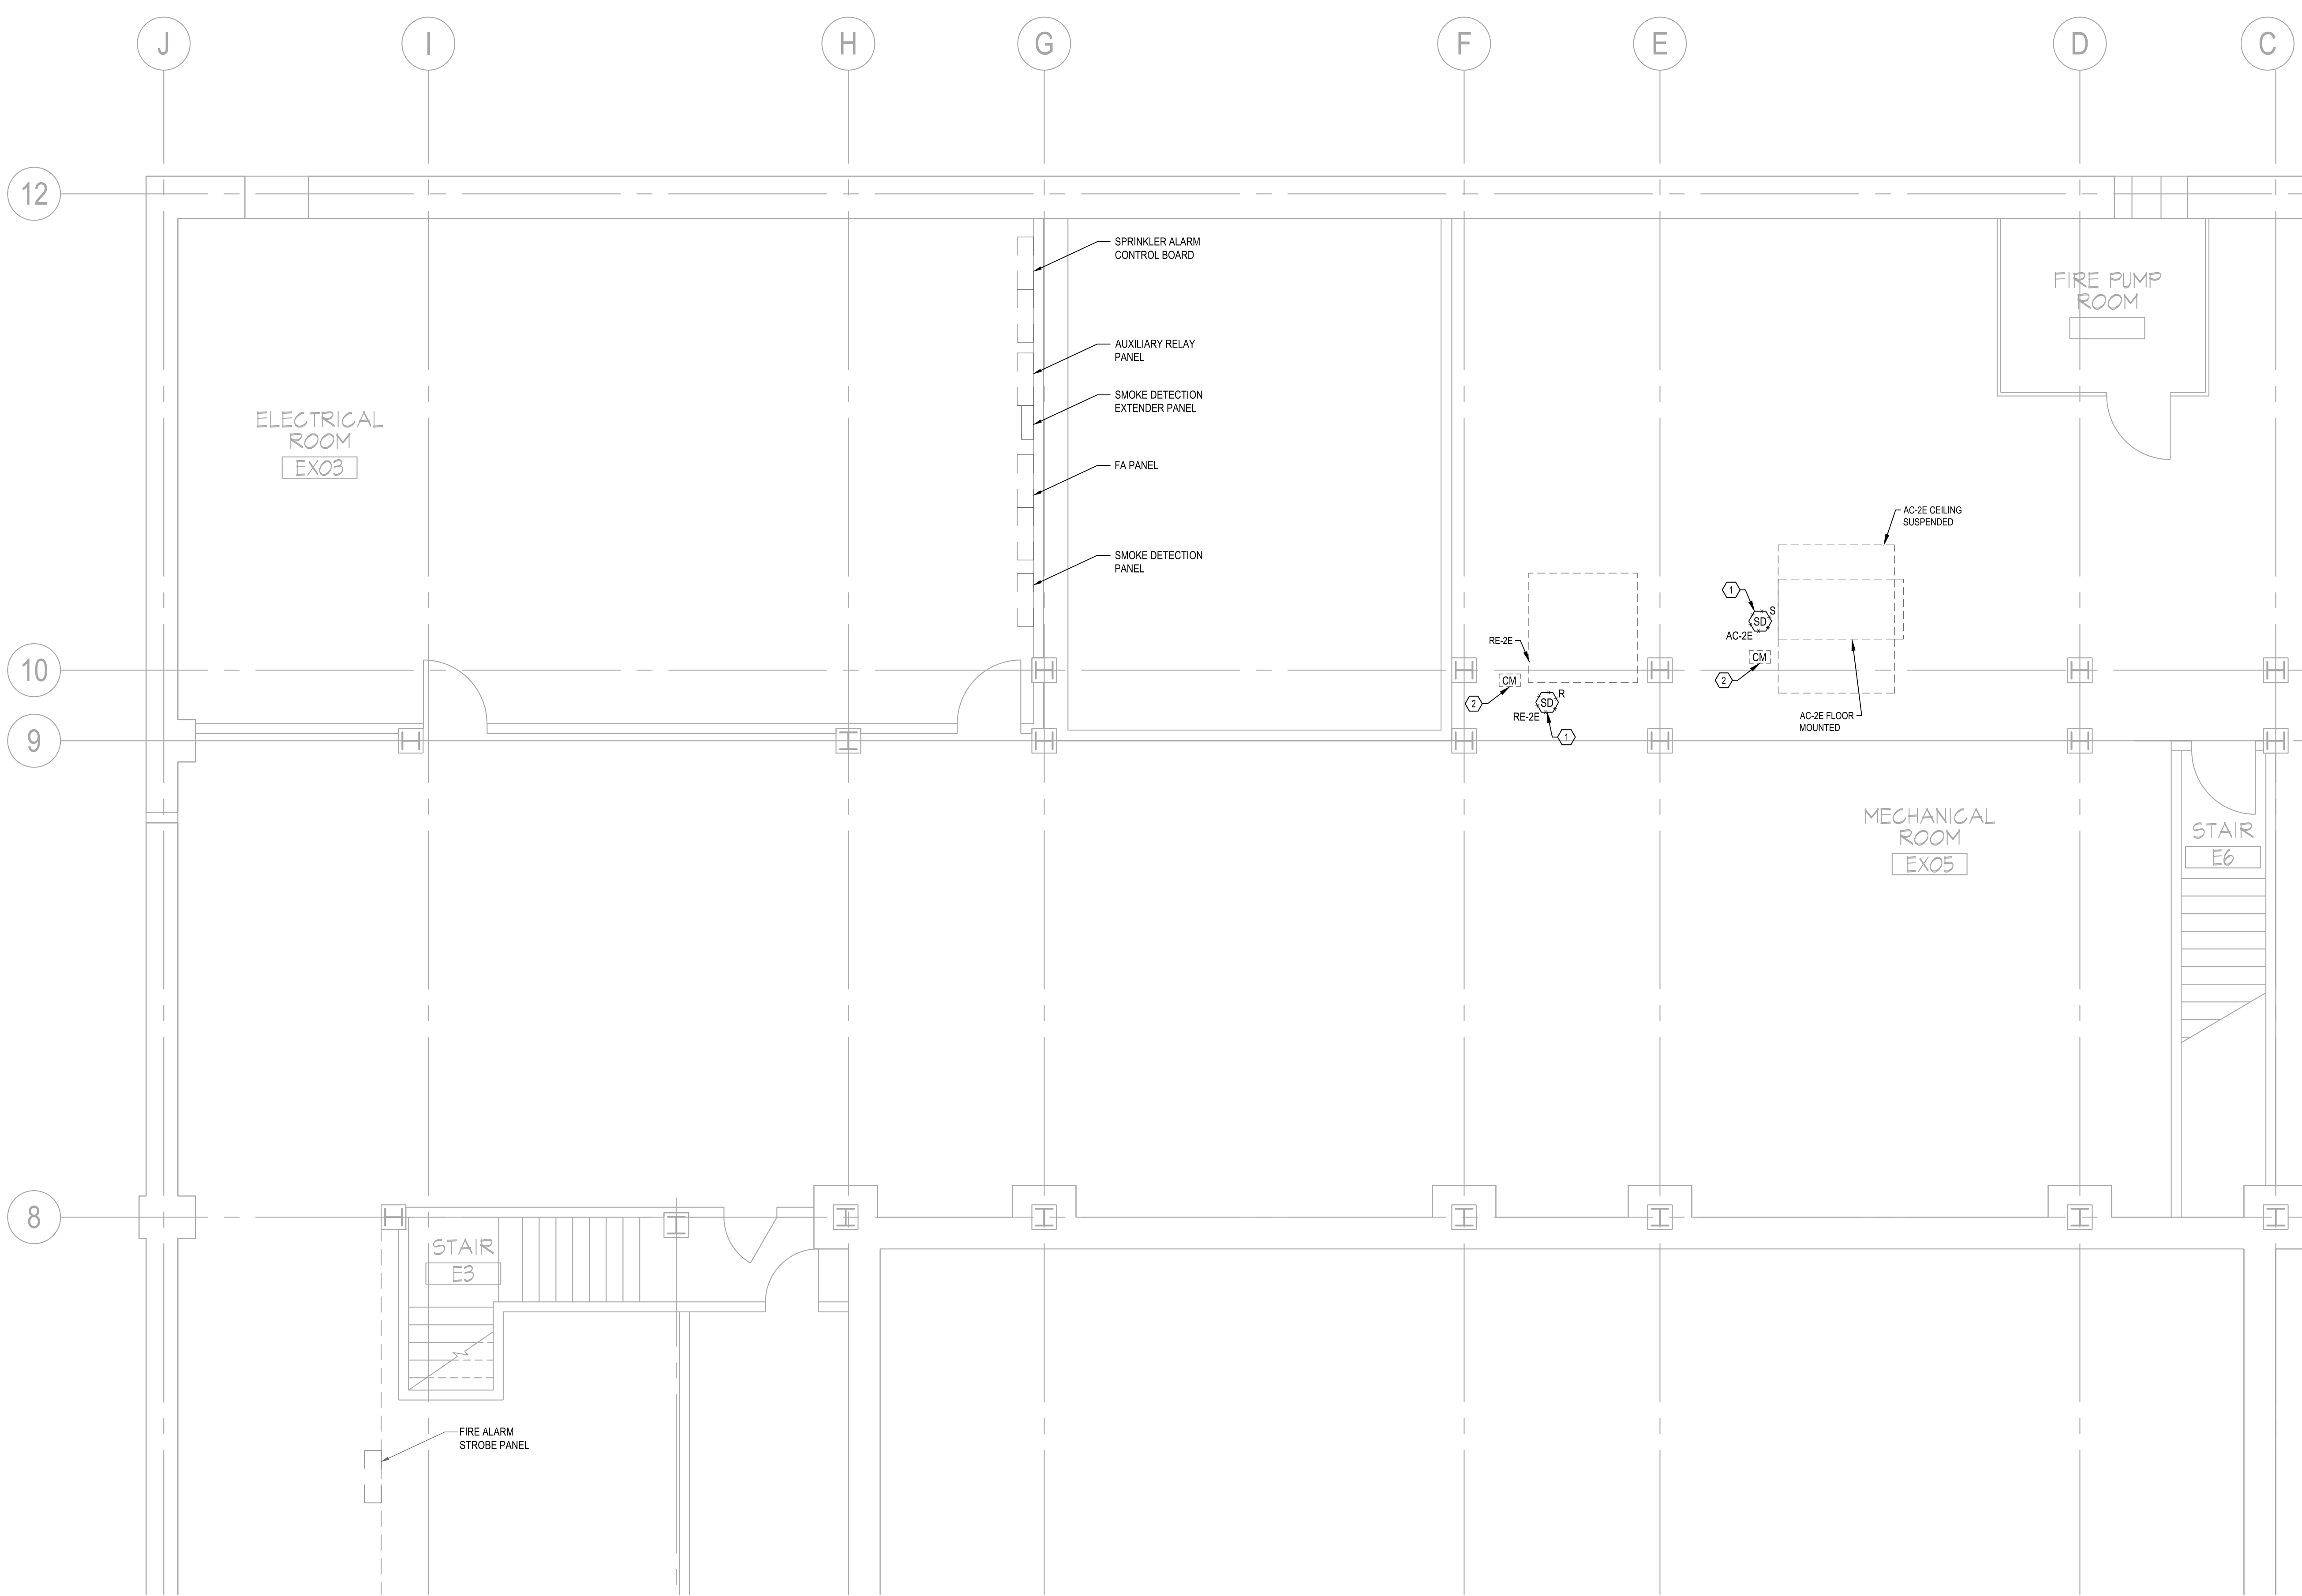 J
I
H
G
F
E
D
C
12
SPRINKLER ALARM
CONTROL BOARD
FIRE PUMP
ROOM
AUXILIARY RELAY
PANEL
SMOKE DETECTION
EXTENDER PANEL
ELECTRICAL
ROOM
EX03
FA PANEL
AC-2E CEILING
SUSPENDED
SMOKE DETECTION
PANEL
1
S
SD
AC-2E
RE-2E
CM
2
10
CM
2
R
SD
RE-2E
1
AC-2E FLOOR
MOUNTED
9
MECHANICAL
ROOM
EX05
STAIR
E6
8
STAIR
E3
FIRE ALARM
STROBE PANEL